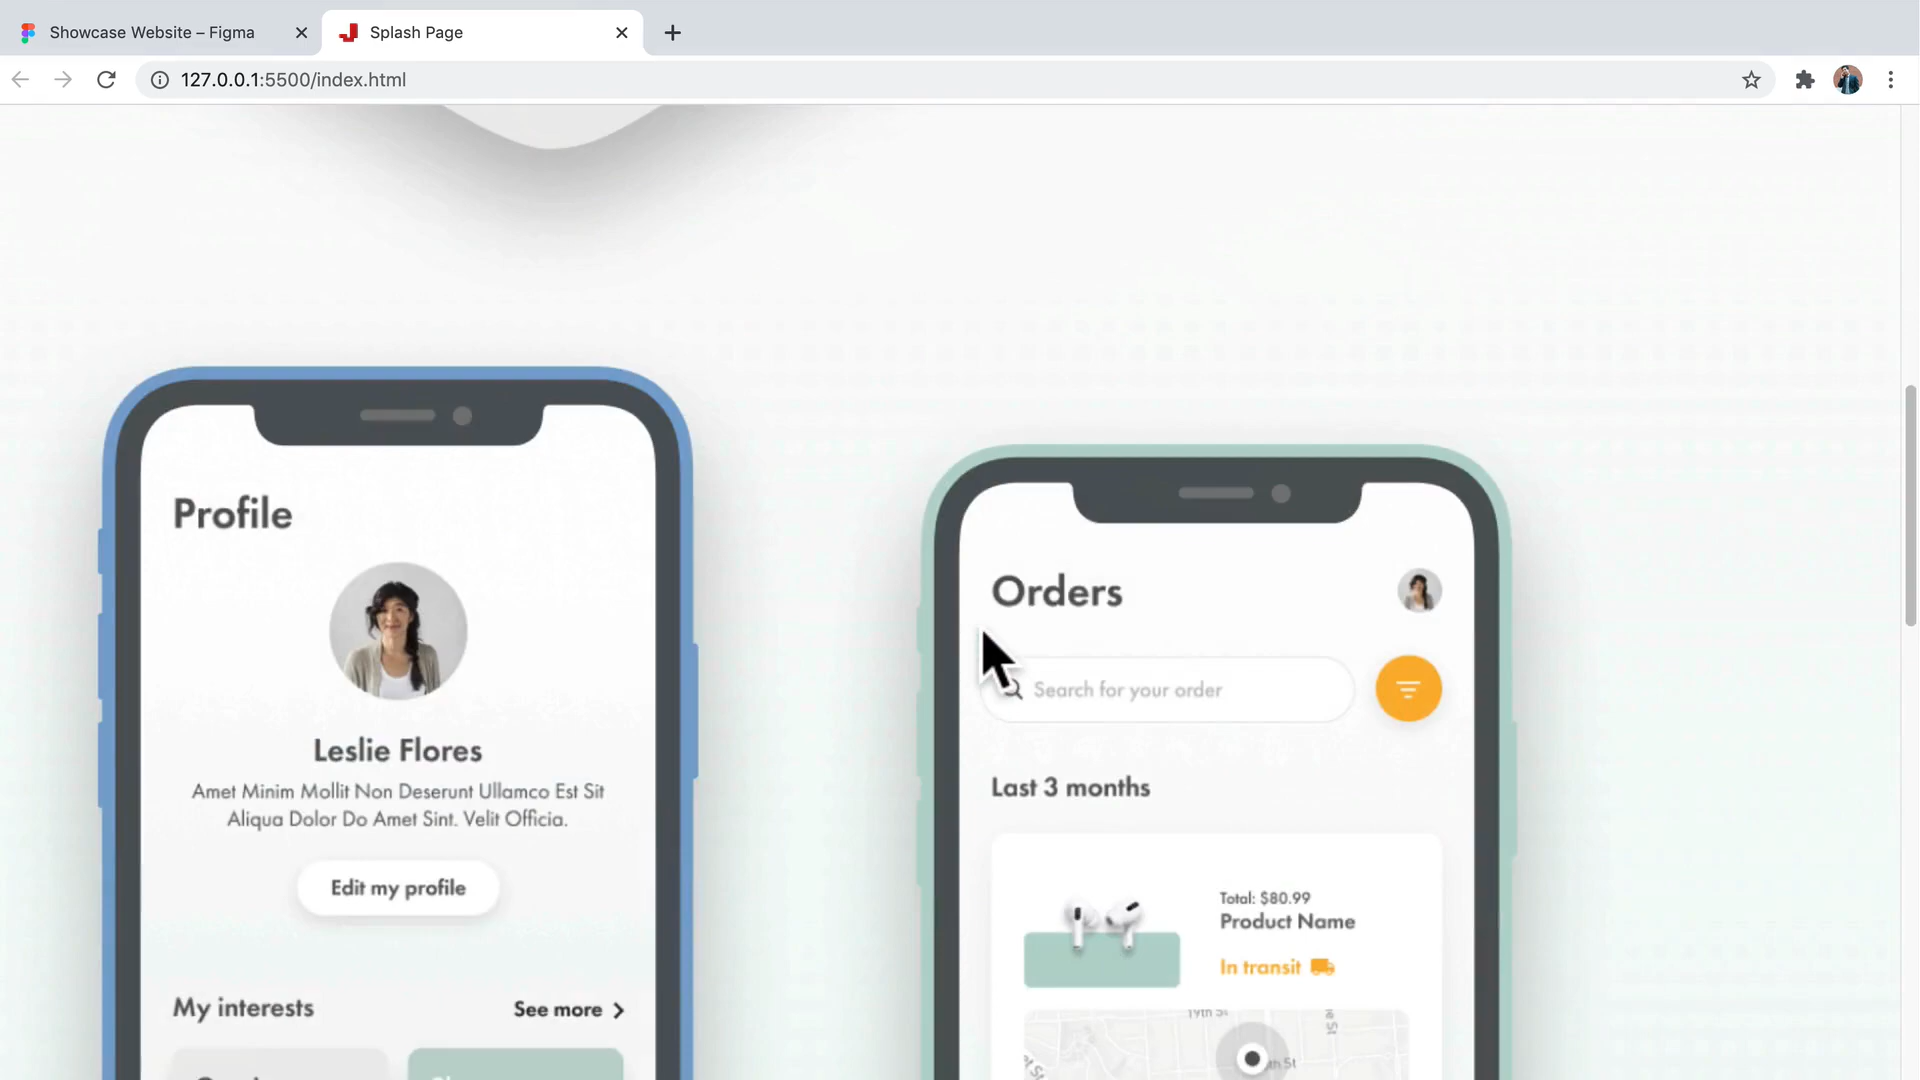 Showcase Website – Figma
Splash Page
127.0.0.1:5500/index.html
Profile
Leslie Flores
Amet Minim Mollit Non Deserunt Ullamco Est Sit
Aliqua Dolor Do Amet Sint. Velit Officia.
Edit my profile
My interests
See more
Orders
Search for your order
Last 3 months
Total: $80.99
Product Name
In transit
19th St